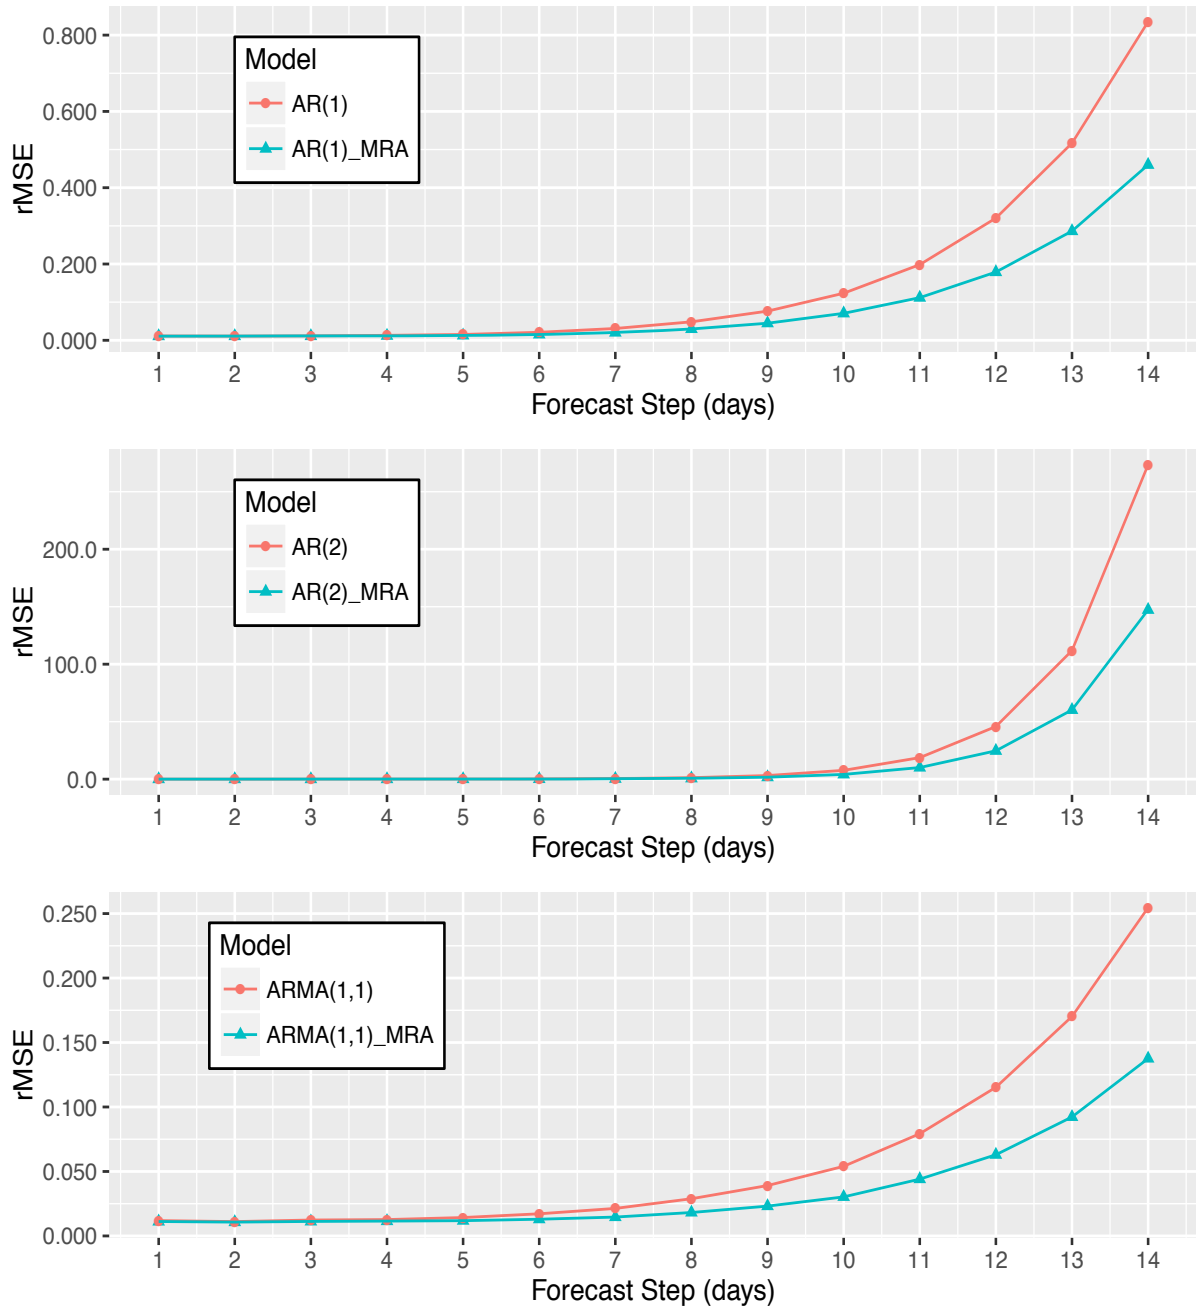 rMSE
0.800
0.600
0.400
0.200
0.000
Model
AR(1)
AR(1)_MRA
1 2 3 4 5 6 7 8 9 10 11 12 13 14
Forecast Step (days)
rMSE
200.0
100.0
0.0
Model
AR(2)
AR(2)_MRA
1 2 3 4 5 6 7 8 9 10 11 12 13 14
Forecast Step (days)
rMSE
0.250
0.200
0.150
0.100
0.050
0.000
Model
ARMA(1,1)
ARMA(1,1)_MRA
1 2 3 4 5 6 7 8 9 10 11 12 13 14
Forecast Step (days)